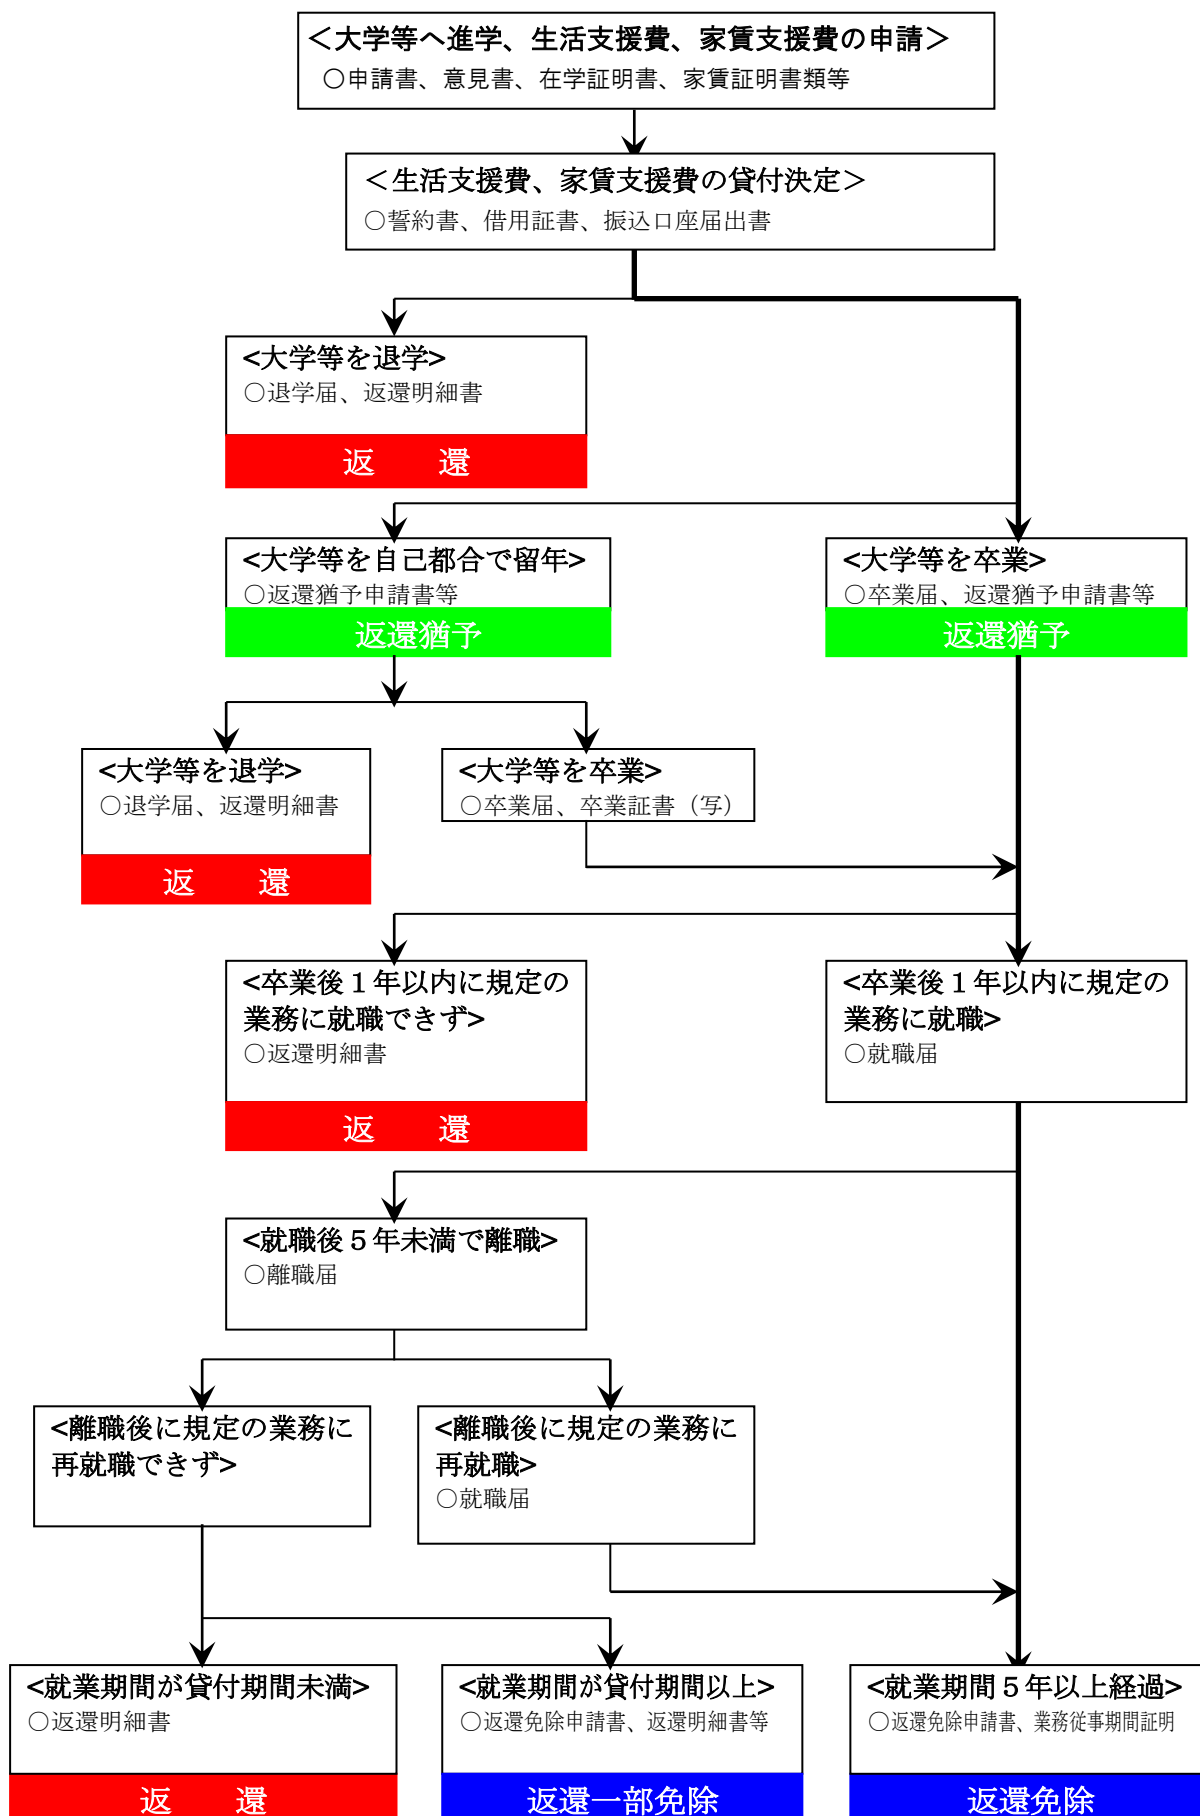 ＜大学等へ進学、生活支援費、家賃支援費の申請＞
○申請書、意見書、在学証明書、家賃証明書類等
＜生活支援費、家賃支援費の貸付決定＞
○誓約書、借用証書、振込口座届出書
<大学等を退学>
○退学届、返還明細書
返　　還
<大学等を自己都合で留年>
○返還猶予申請書等
返還猶予
<大学等を卒業>
○卒業届、返還猶予申請書等
返還猶予
<大学等を退学>
○退学届、返還明細書
返　　還
<大学等を卒業>
○卒業届、卒業証書（写）
<卒業後１年以内に規定の
業務に就職できず>
○返還明細書
返　　還
<卒業後１年以内に規定の
業務に就職>
○就職届
<就職後５年未満で離職>
○離職届
<離職後に規定の業務に
再就職できず>
<離職後に規定の業務に
再就職>
○就職届
<就業期間が貸付期間未満>
○返還明細書
返　　還
<就業期間が貸付期間以上>
○返還免除申請書、返還明細書等
返還一部免除
<就業期間５年以上経過>
○返還免除申請書、業務従事期間証明
返還免除